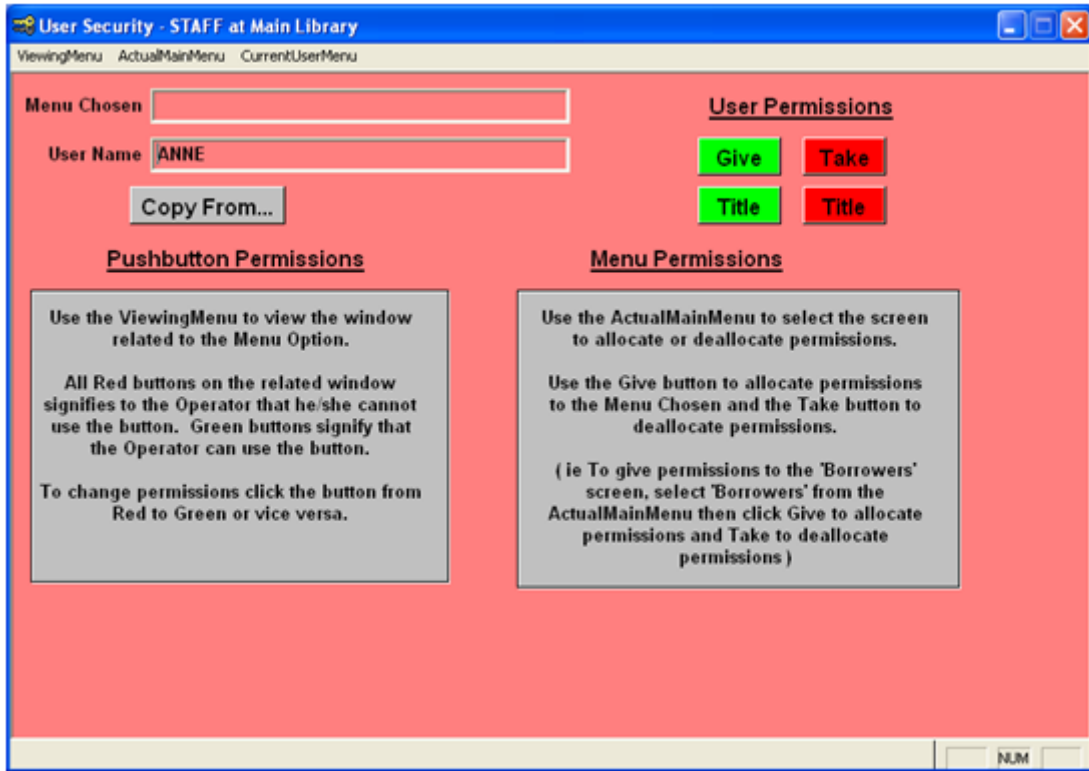 User Security - STAFF at Main Library
ViewingMenu ActualMainMenu CurrentUserMenu
Menu Chosen
User Permissions
User Name ANNE
Give Take
Copy From...
Title Title
Pushbutton Permissions
Menu Permissions
Use the ViewingMenu to view the window
related to the Menu Option.
All Red buttons on the related window
signifies to the Operator that he/she cannot
use the button. Green buttons signify that
the Operator can use the button.
To change permissions click the button from
Red to Green or vice versa.
Use the ActualMainMenu to select the screen
to allocate or deallocate permissions.
Use the Give button to allocate permissions
to the Menu Chosen and the Take button to
deallocate permissions.
( ie To give permissions to the 'Borrowers'
screen, select 'Borrowers' from the
ActualMainMenu then click Give to allocate
permissions and Take to deallocate
permissions )
NUM